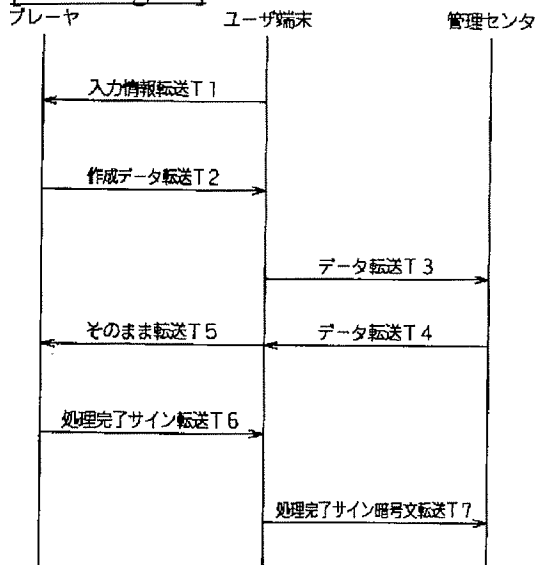 プレーヤ ユーザ端末 管理センタ
入力情報転送T1
作成データ転送T2
データ転送T3
そのまま転送T5 データ転送T4
処理完了サイン転送T6
処理完了サイン暗号文転送T7